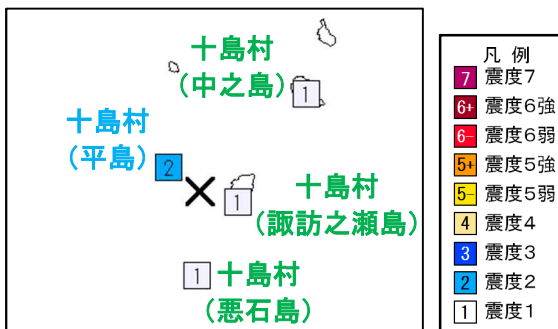 十島村
(中之島)
1
十島村
(平島)
2
1
十島村
(諏訪之瀬島)
1
十島村
(悪石島)
凡 例
7 震度7
6+ 震度6強
6- 震度6弱
5+ 震度5強
5- 震度5弱
4 震度4
3 震度3
2 震度2
1 震度1